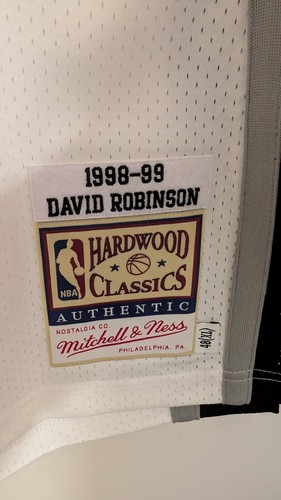 1998-99
DAVID ROBINSON
HARDWOOD
CLASSICS
NBA
AUTHENTIC
NOSTALGIA CO.
Mitchell & Ness
PHILADELPHIA, PA.